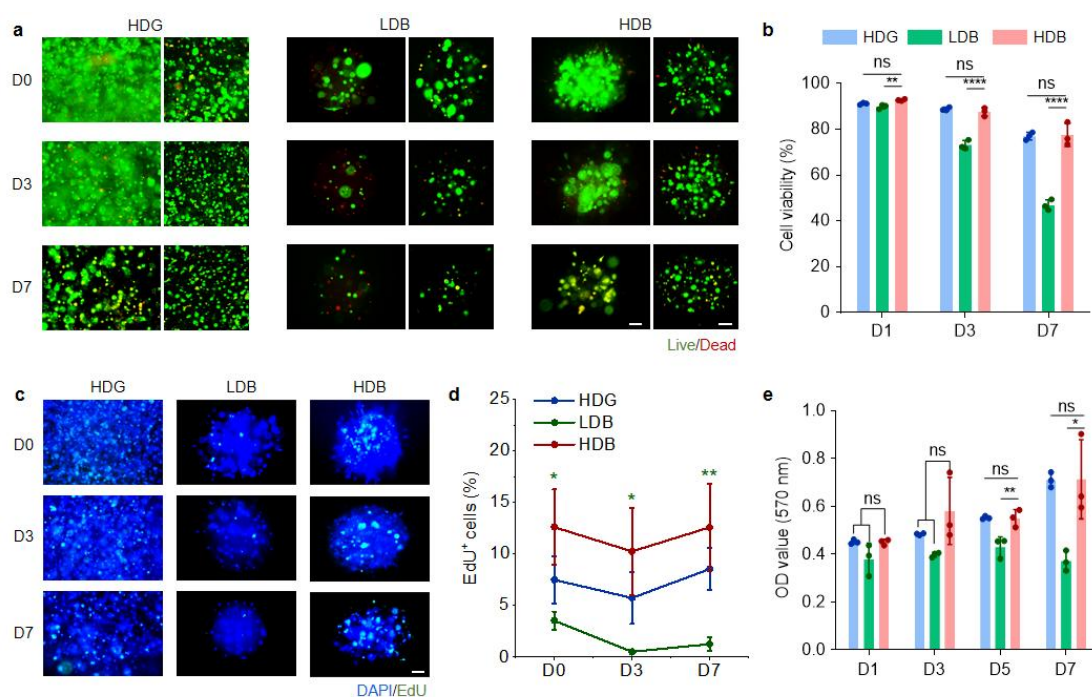 a
HDG LDB HDB
D0
D3
D7
Live/Dead
b
HDG LDB HDB
ns ns ns
** **** ****
Cell viability (%)
100
80
60
40
20
0
D1 D3 D7
c
HDG LDB HDB
D0
D3
D7
DAPI/EdU
d
HDG
LDB
HDB
* * **
EdU⁺ cells (%)
25
20
15
10
5
0
D0 D3 D7
e
ns ns ns ns
** *
OD value (570 nm)
1.0
0.8
0.6
0.4
0.2
0.0
D1 D3 D5 D7